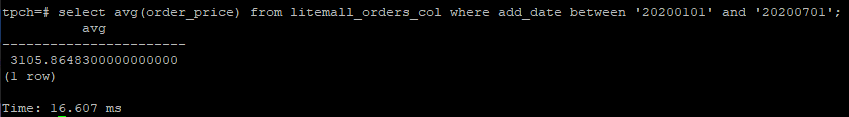 tpch=# select avg(order_price) from litemall_orders_col where add_date between '20200101' and '20200701';
avg
-----------------------
3105.8648300000000000
(1 row)
Time: 16.607 ms